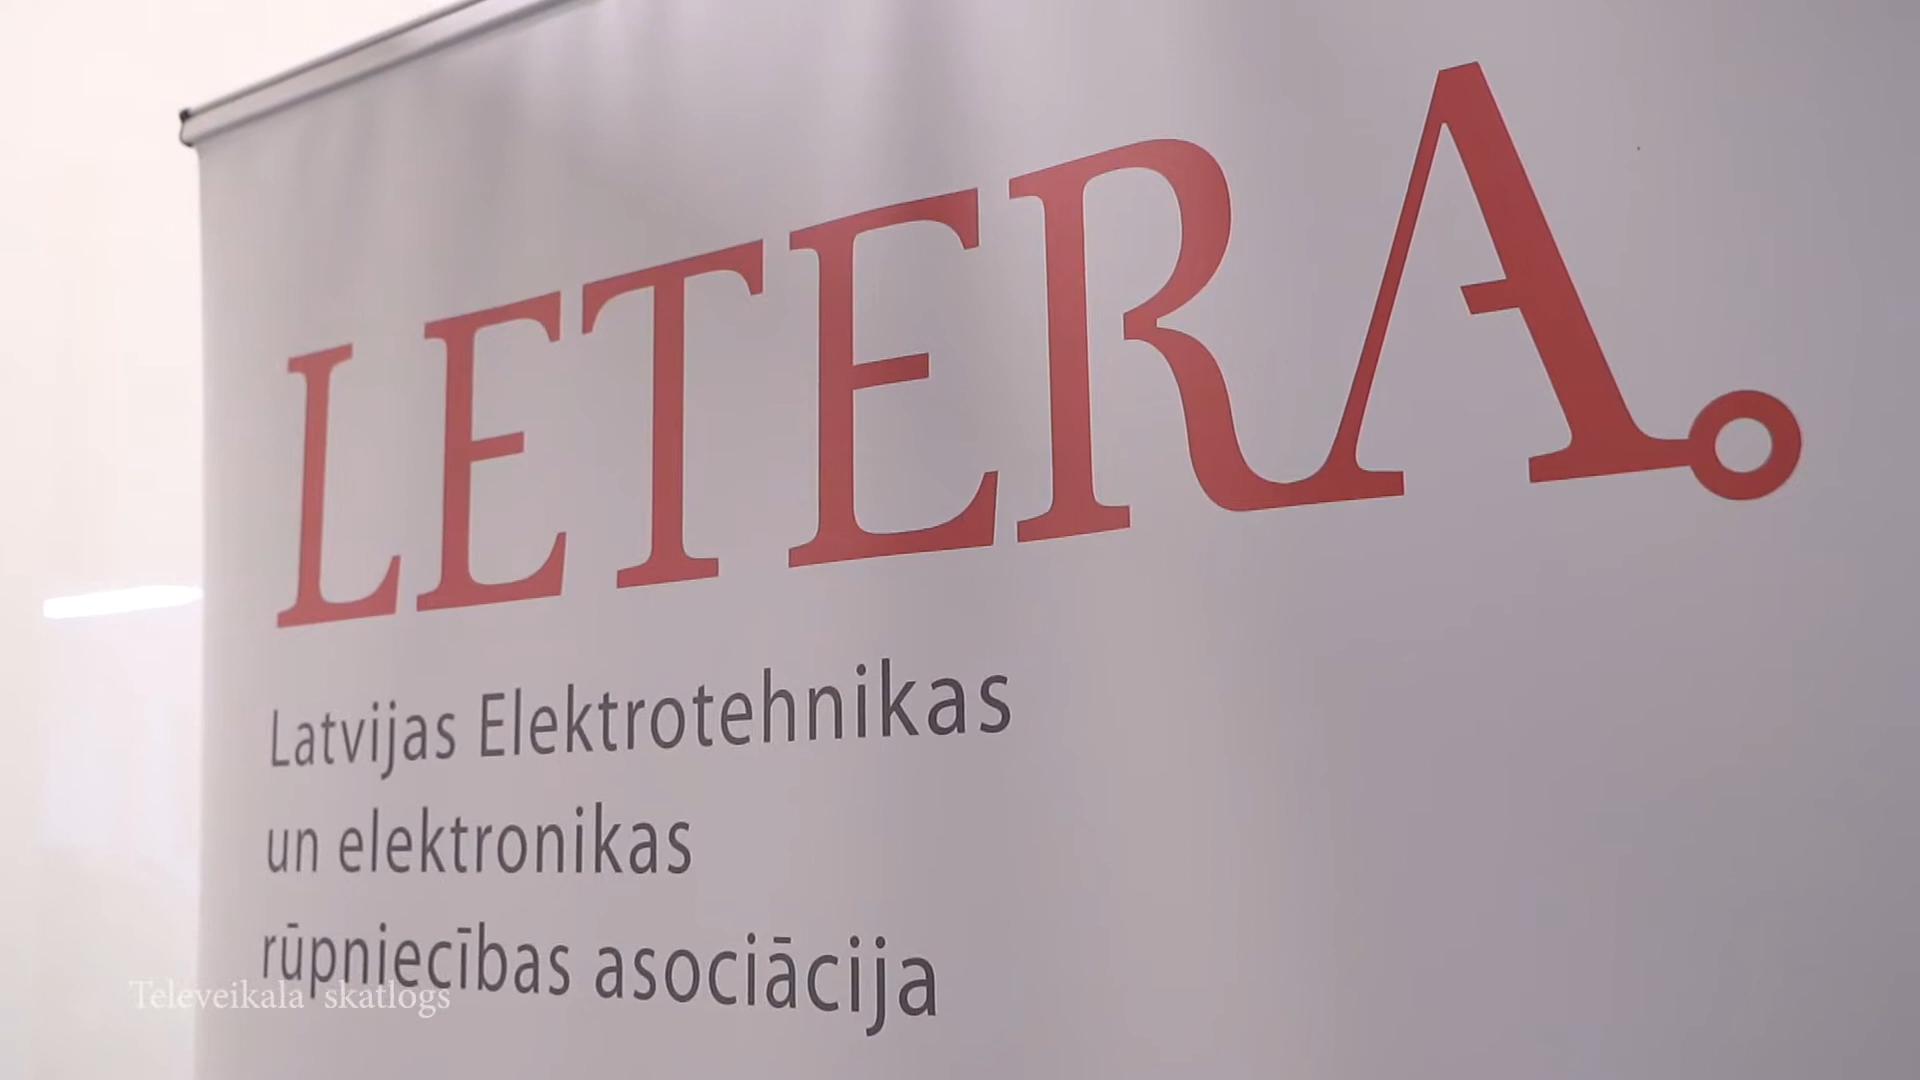 LETERA
Latvijas Elektrotehnikas
un elektronikas
rūpniecības asociācija
Televeikala skatlogs